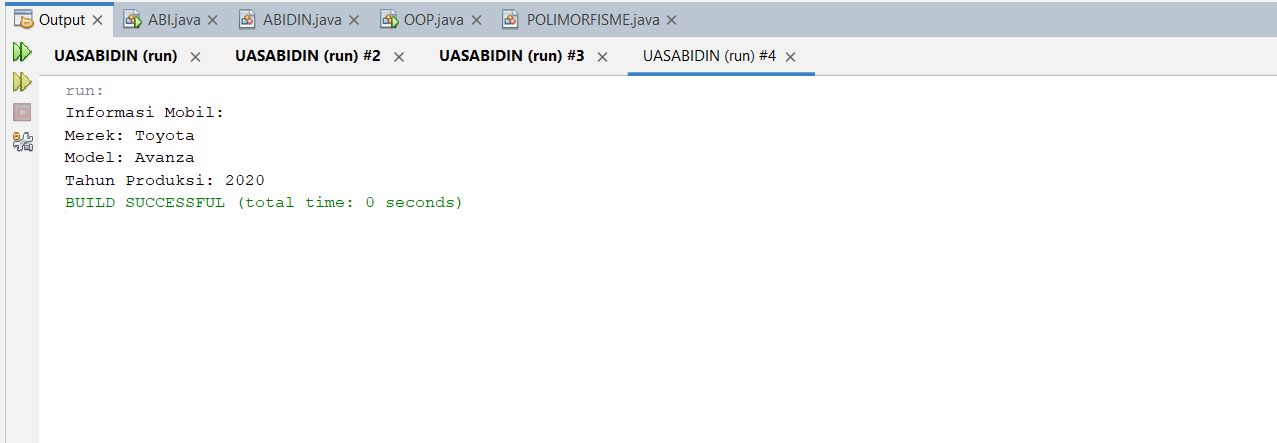 Output ABI.java ABIDIN.java OOP.java POLIMORFISME.java
UASABIDIN (run) UASABIDIN (run) #2 UASABIDIN (run) #3 UASABIDIN (run) #4
run:
Informasi Mobil:
Merek: Toyota
Model: Avanza
Tahun Produksi: 2020
BUILD SUCCESSFUL (total time: 0 seconds)